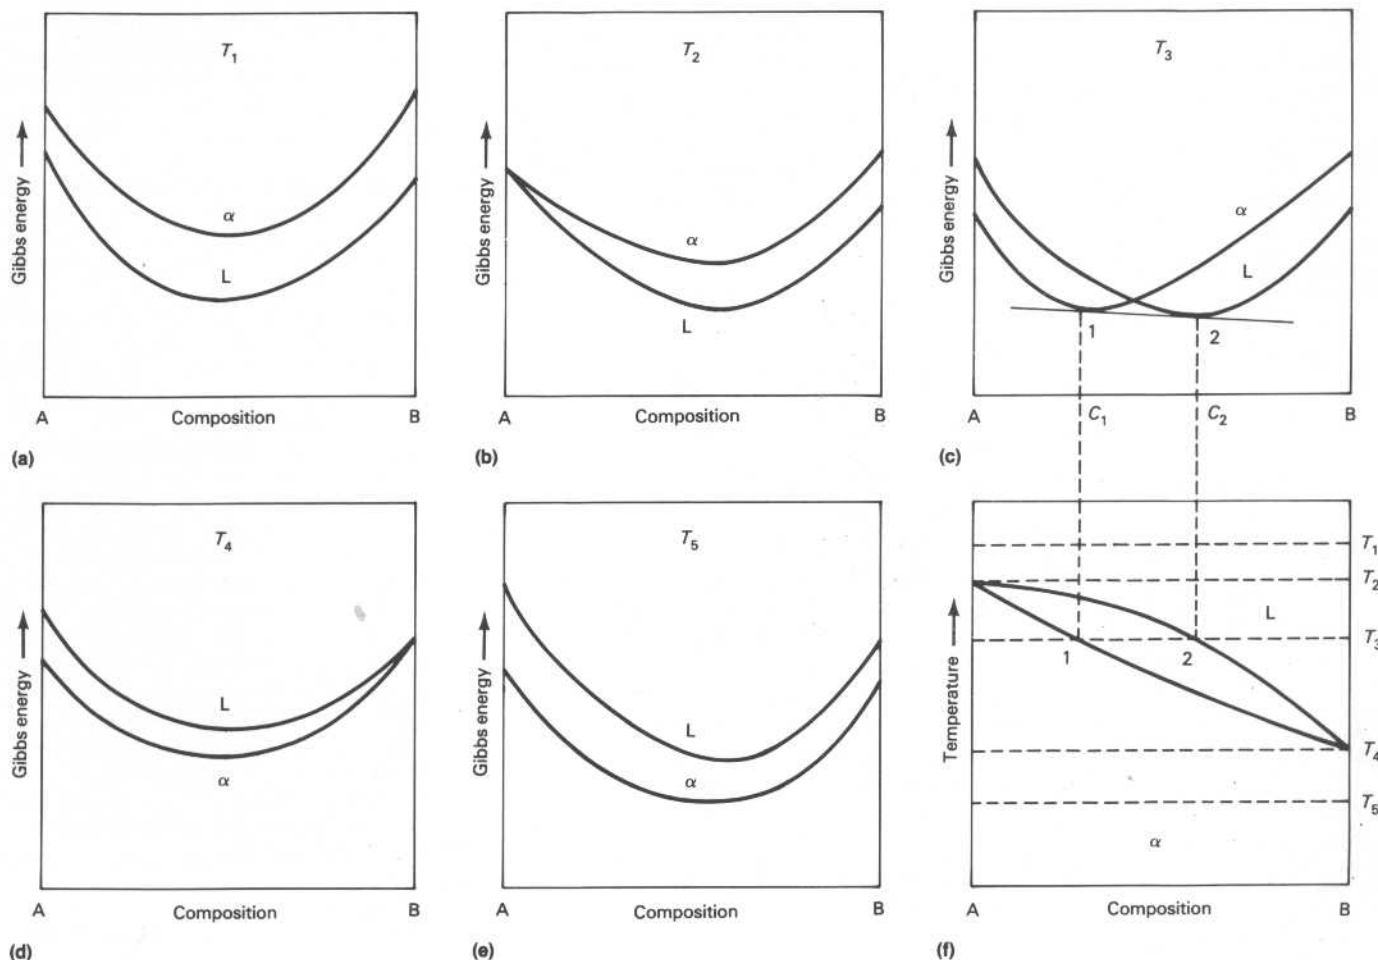 T1
Gibbs energy
α
L
A
Composition
B
(a)
T2
Gibbs energy
α
L
A
Composition
B
(b)
T3
Gibbs energy
α
L
1
2
A
C1
C2
B
(c)
T4
Gibbs energy
L
α
A
Composition
B
(d)
T5
Gibbs energy
L
α
A
Composition
B
(e)
T1
T2
L
T3
1
2
Temperature
T4
T5
α
A
Composition
B
(f)